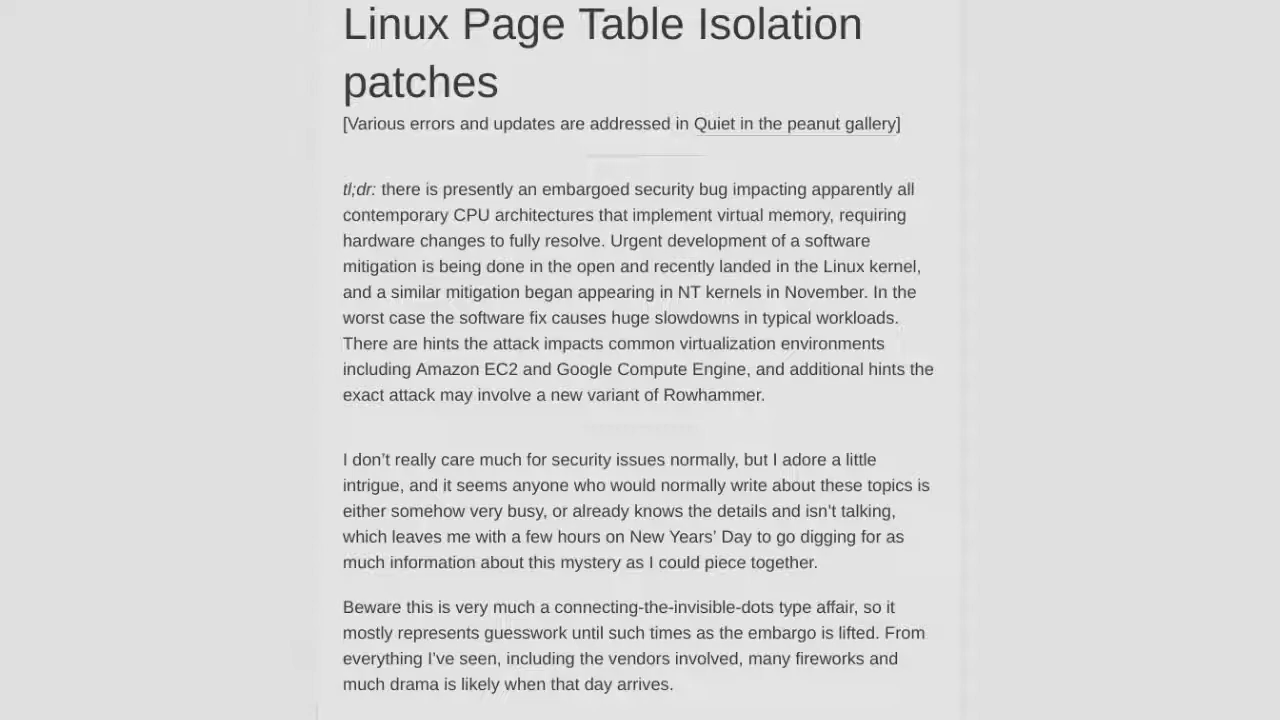 Linux Page Table Isolation
patches
[Various errors and updates are addressed in Quiet in the peanut gallery]
tl;dr: there is presently an embargoed security bug impacting apparently all
contemporary CPU architectures that implement virtual memory, requiring
hardware changes to fully resolve. Urgent development of a software
mitigation is being done in the open and recently landed in the Linux kernel,
and a similar mitigation began appearing in NT kernels in November. In the
worst case the software fix causes huge slowdowns in typical workloads.
There are hints the attack impacts common virtualization environments
including Amazon EC2 and Google Compute Engine, and additional hints the
exact attack may involve a new variant of Rowhammer.
I don’t really care much for security issues normally, but I adore a little
intrigue, and it seems anyone who would normally write about these topics is
either somehow very busy, or already knows the details and isn’t talking,
which leaves me with a few hours on New Years’ Day to go digging for as
much information about this mystery as I could piece together.
Beware this is very much a connecting-the-invisible-dots type affair, so it
mostly represents guesswork until such times as the embargo is lifted. From
everything I’ve seen, including the vendors involved, many fireworks and
much drama is likely when that day arrives.